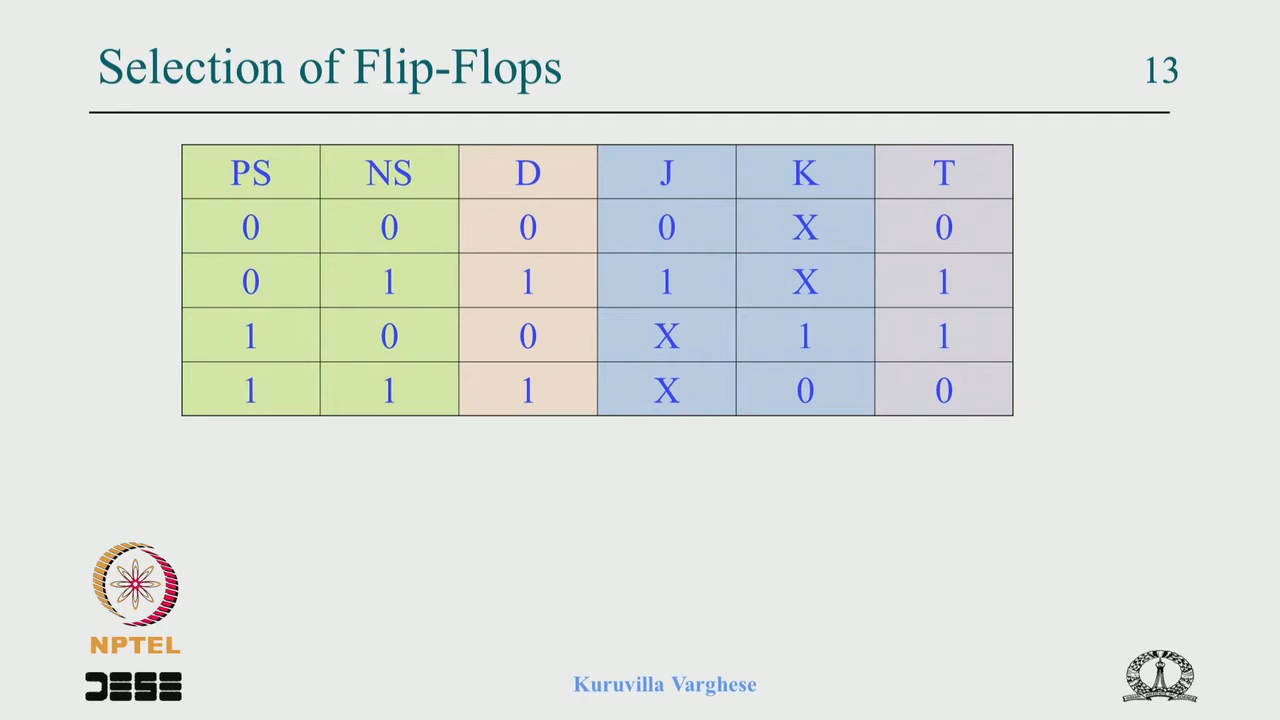 Selection of Flip-Flops 13
PS NS D J K T
0 0 0 0 X 0
0 1 1 1 X 1
1 0 0 X 1 1
1 1 1 X 0 0
NPTEL
DESE
Kuruvilla Varghese